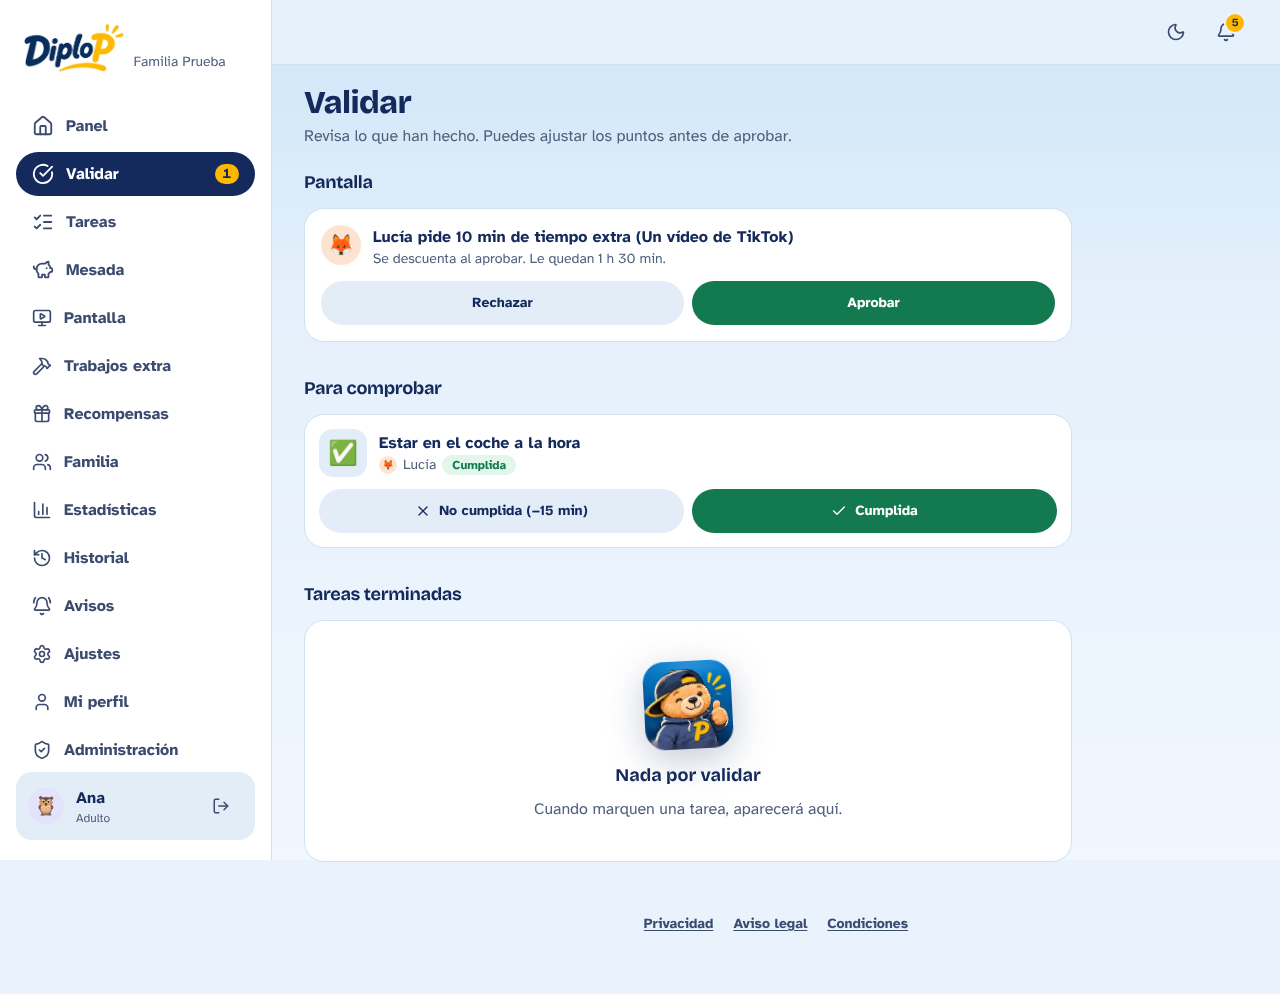 DiploP
Familia Prueba
5
Panel
Validar
1
Tareas
Mesada
Pantalla
Trabajos extra
Recompensas
Familia
Estadísticas
Historial
Avisos
Ajustes
Mi perfil
Administración
Ana
Adulto
Validar
Revisa lo que han hecho. Puedes ajustar los puntos antes de aprobar.
Pantalla
Lucía pide 10 min de tiempo extra (Un vídeo de TikTok)
Se descuenta al aprobar. Le quedan 1 h 30 min.
Rechazar
Aprobar
Para comprobar
Estar en el coche a la hora
Lucía Cumplida
No cumplida (−15 min)
Cumplida
Tareas terminadas
P
Nada por validar
Cuando marquen una tarea, aparecerá aquí.
Privacidad Aviso legal Condiciones